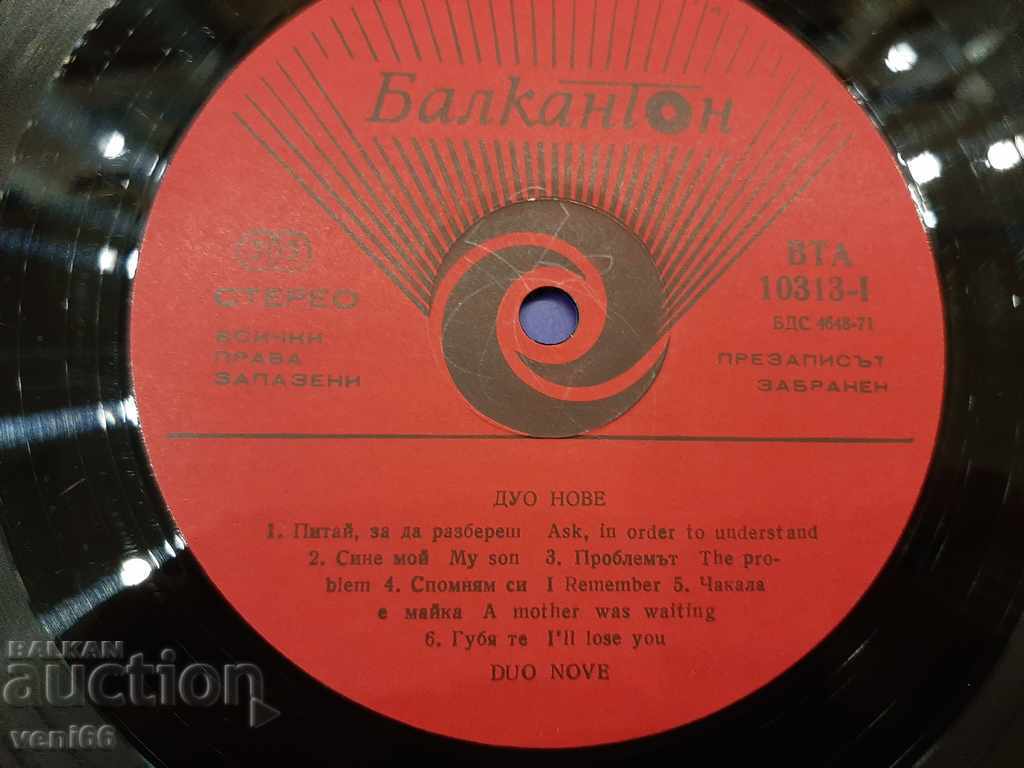 Балкантон
СТЕРЕО
ВСИЧКИ
ПРАВА
ЗАПАЗЕНИ
ВТА
10313-I
БДС 4648-71
ПРЕЗАПИСЪТ
ЗАБРАНЕН
ДУО НОВЕ
1. Питай, за да разбереш Ask, in order to understand
2. Сине мой My son 3. Проблемът The pro-
blem 4. Спомням си I Remember 5. Чакала
е майка A mother was waiting
6. Губя те I'll lose you
DUO NOVE
BALKAN
auction
veni66